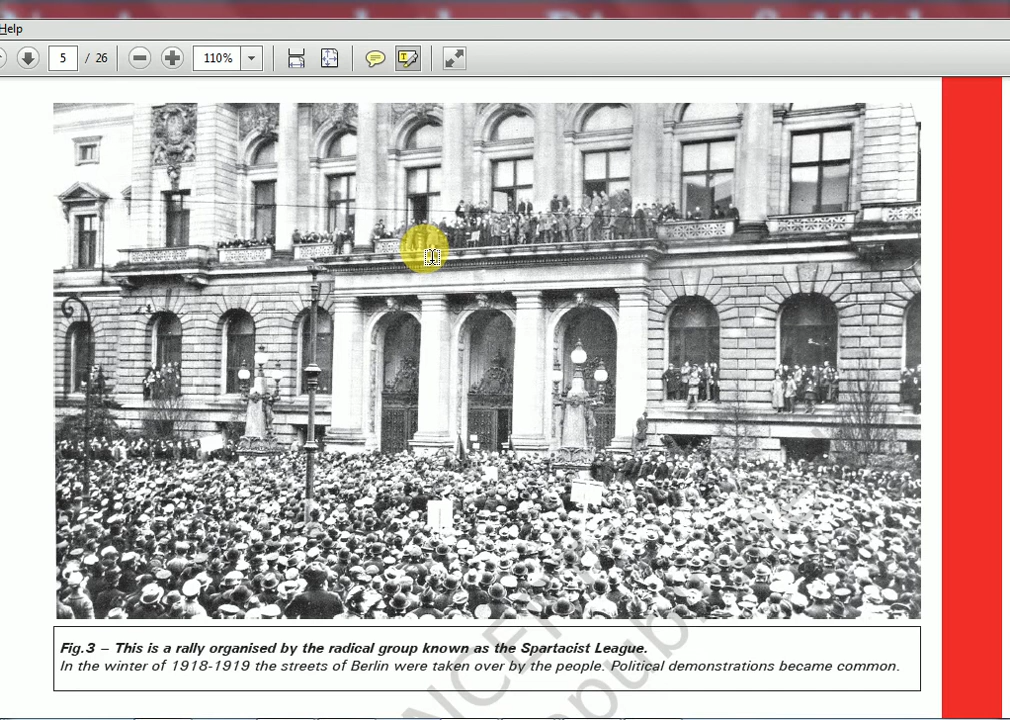 Help
5 / 26
110%
Fig.3 – This is a rally organised by the radical group known as the Spartacist League.
In the winter of 1918-1919 the streets of Berlin were taken over by the people. Political demonstrations became common.
NCE
epub